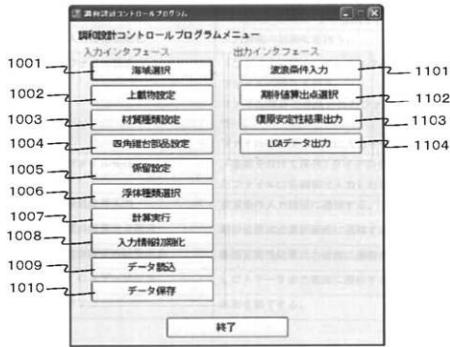 調和設計コントロールプログラム
調和設計コントロールプログラムメニュー
入力インタフェース
出力インタフェース
1001
海域選択
波浪条件入力
1101
1002
上載物設定
期待値算出点選択
1102
1003
材質種類設定
復原安定性結果出力
1103
1004
四角錐台部品設定
LCAデータ出力
1104
1005
係留設定
1006
浮体種類選択
1007
計算実行
1008
入力情報初期化
1009
データ読込
1010
データ保存
終了